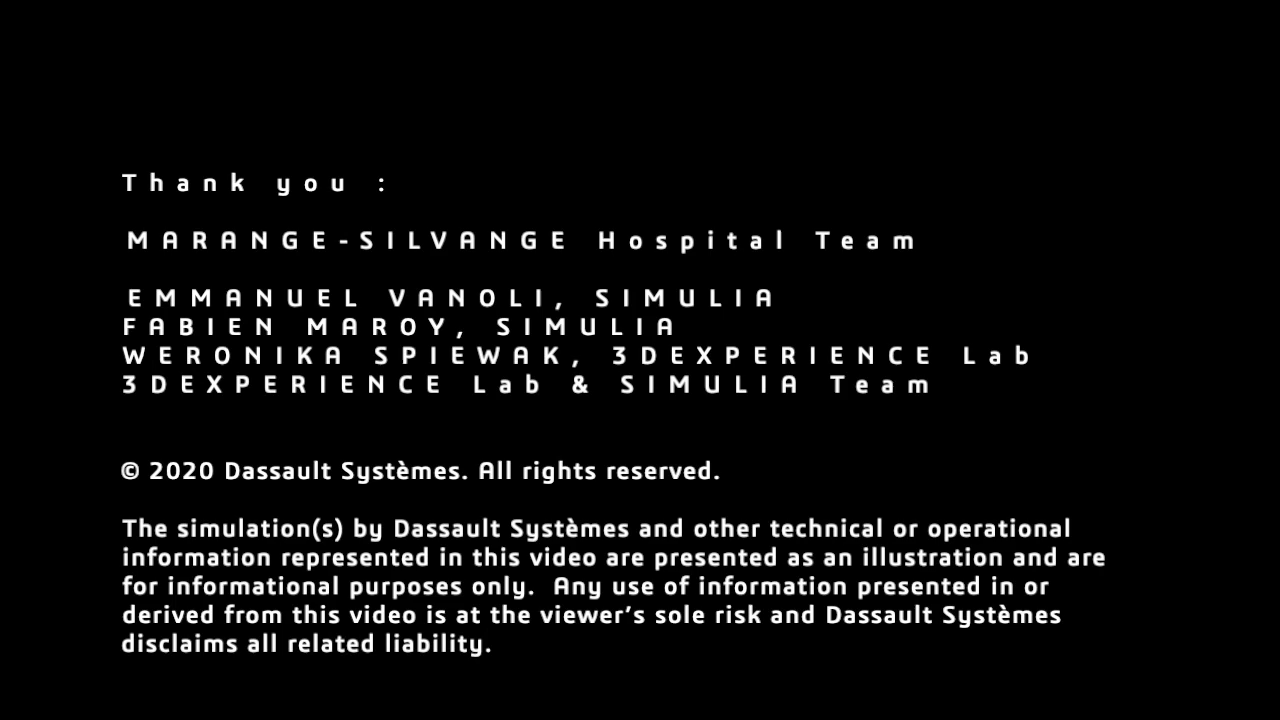 Thank you :
MARANGE-SILVANGE Hospital Team
EMMANUEL VANOLI, SIMULIA
FABIEN MAROY, SIMULIA
WERONIKA SPIEWAK, 3DEXPERIENCE Lab
3DEXPERIENCE Lab & SIMULIA Team
© 2020 Dassault Systèmes. All rights reserved.
The simulation(s) by Dassault Systèmes and other technical or operational
information represented in this video are presented as an illustration and are
for informational purposes only.  Any use of information presented in or
derived from this video is at the viewer’s sole risk and Dassault Systèmes
disclaims all related liability.